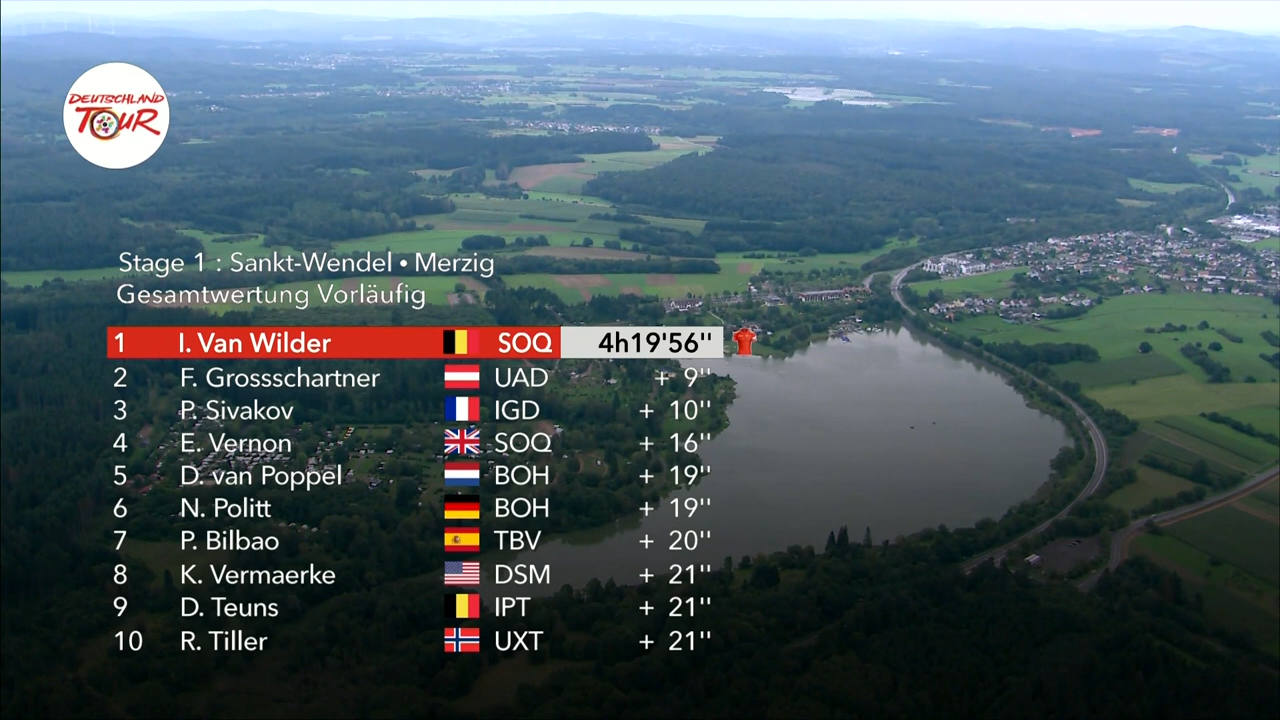 DEUTSCHLAND
TOUR
Stage 1 : Sankt-Wendel • Merzig
Gesamtwertung Vorläufig
1 I. Van Wilder SOQ 4h19'56''
2 F. Grossschartner UAD + 9''
3 P. Sivakov IGD + 10''
4 E. Vernon SOQ + 16''
5 D. van Poppel BOH + 19''
6 N. Politt BOH + 19''
7 P. Bilbao TBV + 20''
8 K. Vermaerke DSM + 21''
9 D. Teuns IPT + 21''
10 R. Tiller UXT + 21''